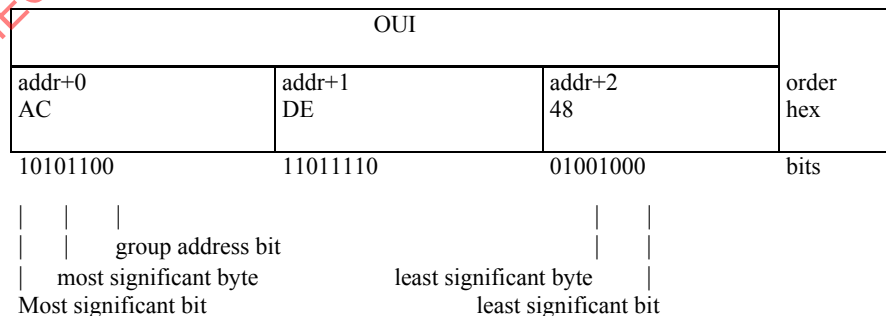 OUI
addr+0 addr+1 addr+2 order
AC DE 48 hex
10101100 11011110 01001000 bits
| | | | |
| | group address bit | |
| most significant byte least significant byte |
Most significant bit least significant bit